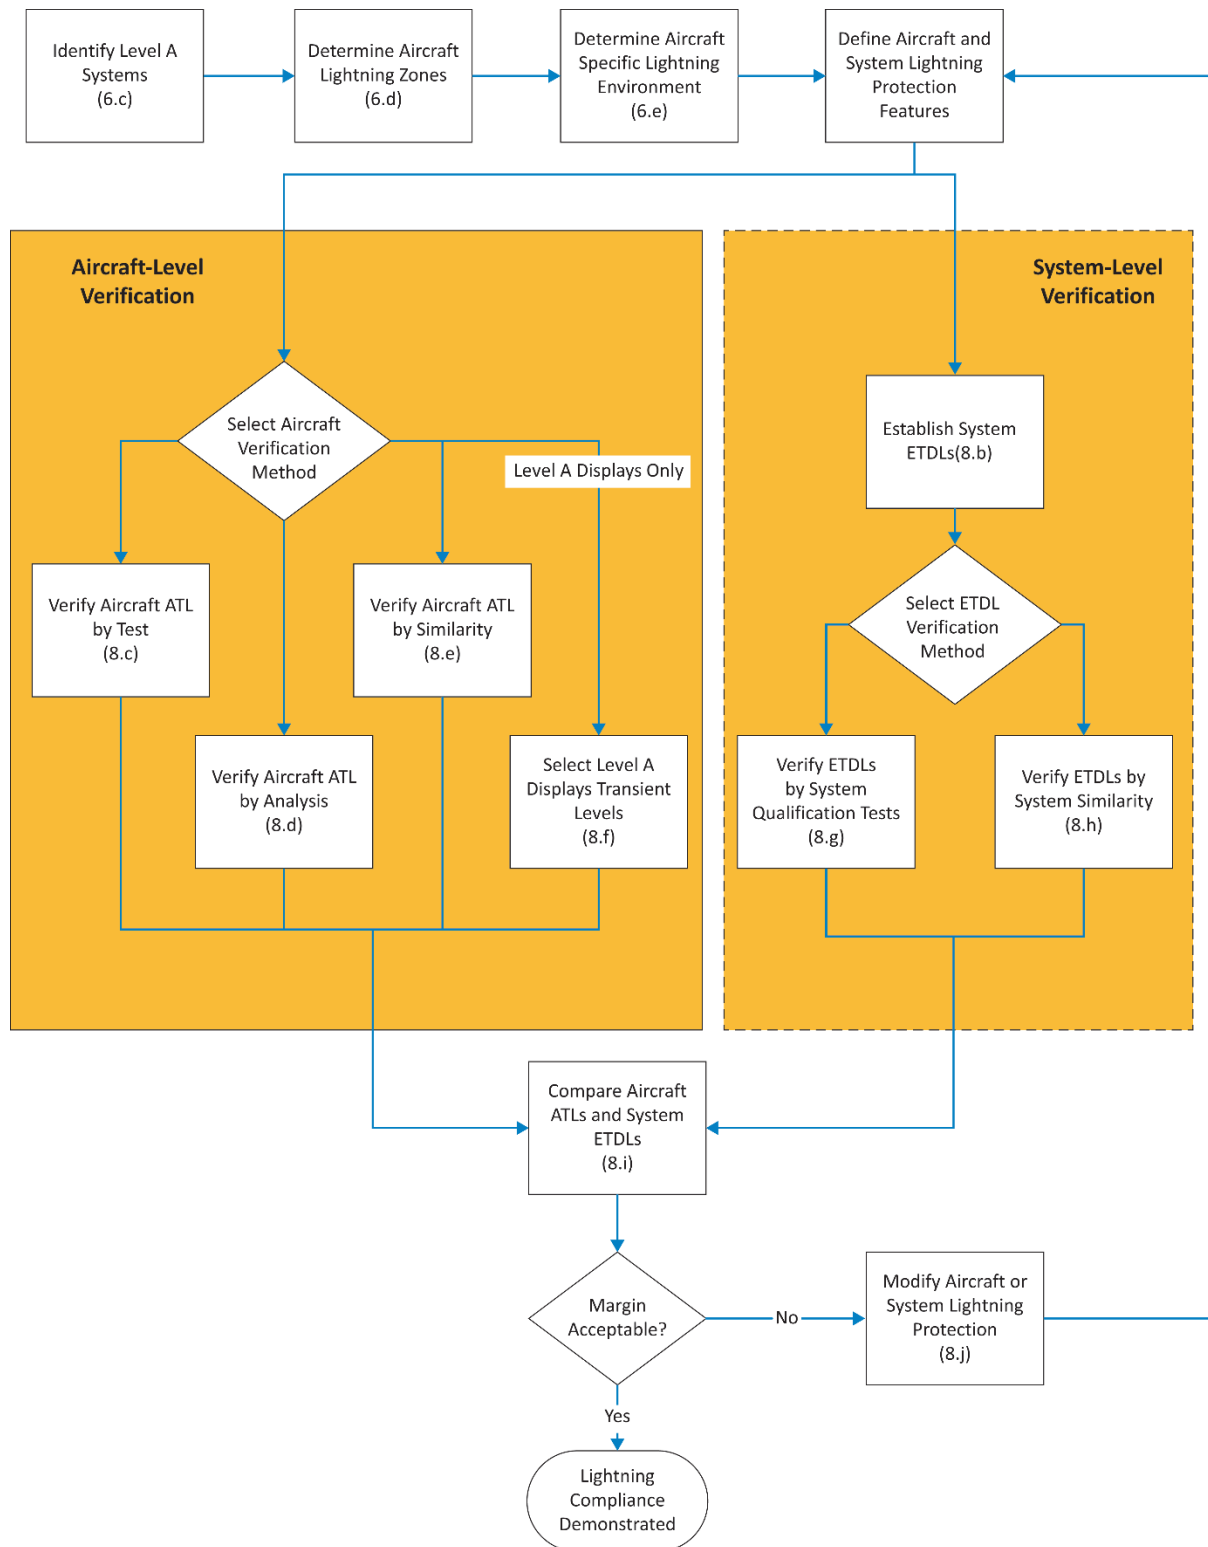 Identify Level A
Systems
(6.c)
Determine Aircraft
Lightning Zones
(6.d)
Determine Aircraft
Specific Lightning
Environment
(6.e)
Define Aircraft and
System Lightning
Protection
Features
Aircraft-Level
Verification
System-Level
Verification
Select Aircraft
Verification
Method
Level A Displays Only
Verify Aircraft ATL
by Test
(8.c)
Verify Aircraft ATL
by Similarity
(8.e)
Verify Aircraft ATL
by Analysis
(8.d)
Select Level A
Displays Transient
Levels
(8.f)
Establish System
ETDLs(8.b)
Select ETDL
Verification
Method
Verify ETDLs
by System
Qualification Tests
(8.g)
Verify ETDLs by
System Similarity
(8.h)
Compare Aircraft
ATLs and System
ETDLs
(8.i)
Margin
Acceptable?
No
Modify Aircraft or
System Lightning
Protection
(8.j)
Yes
Lightning
Compliance
Demonstrated